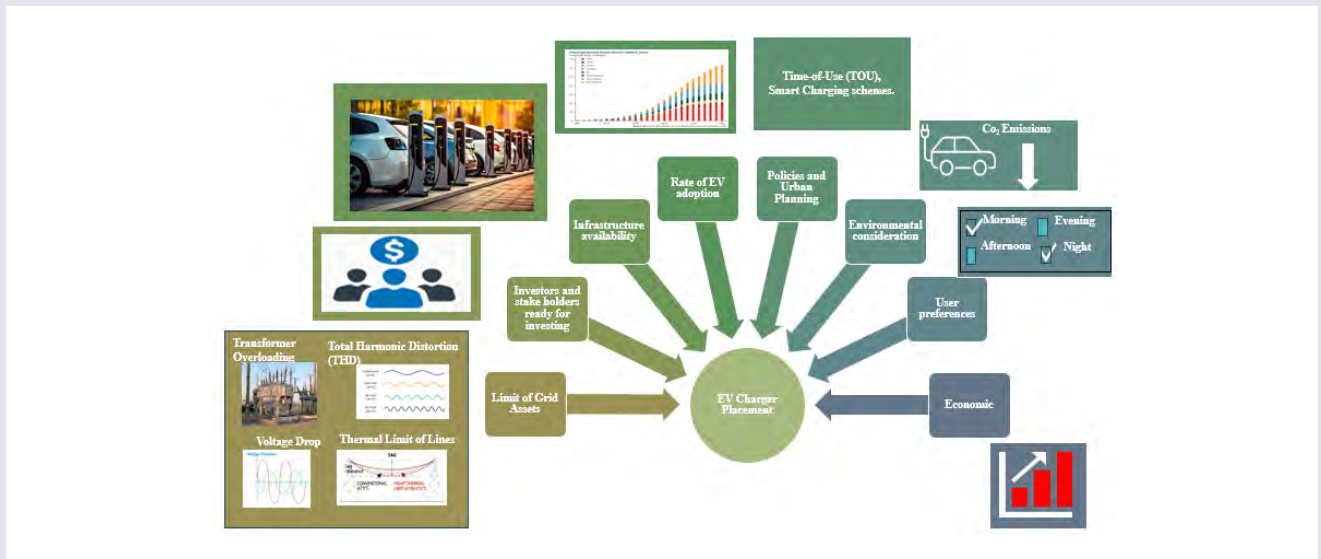 Time-of-Use (TOU),
Smart Charging schemes.
Co₂ Emissions
Rate of EV
adoption
Policies and
Urban
Planning
Morning
Evening
Afternoon
Night
Infrastructure
availability
Environmental
consideration
Investors and
stake holders
ready for
investing
User
preferences
Transformer
Overloading
Total Harmonic Distortion
(THD)
Limit of Grid
Assets
EV Charger
Placement
Economic
Voltage Drop
Thermal Limit of Lines
SAG
CONVENTIONAL